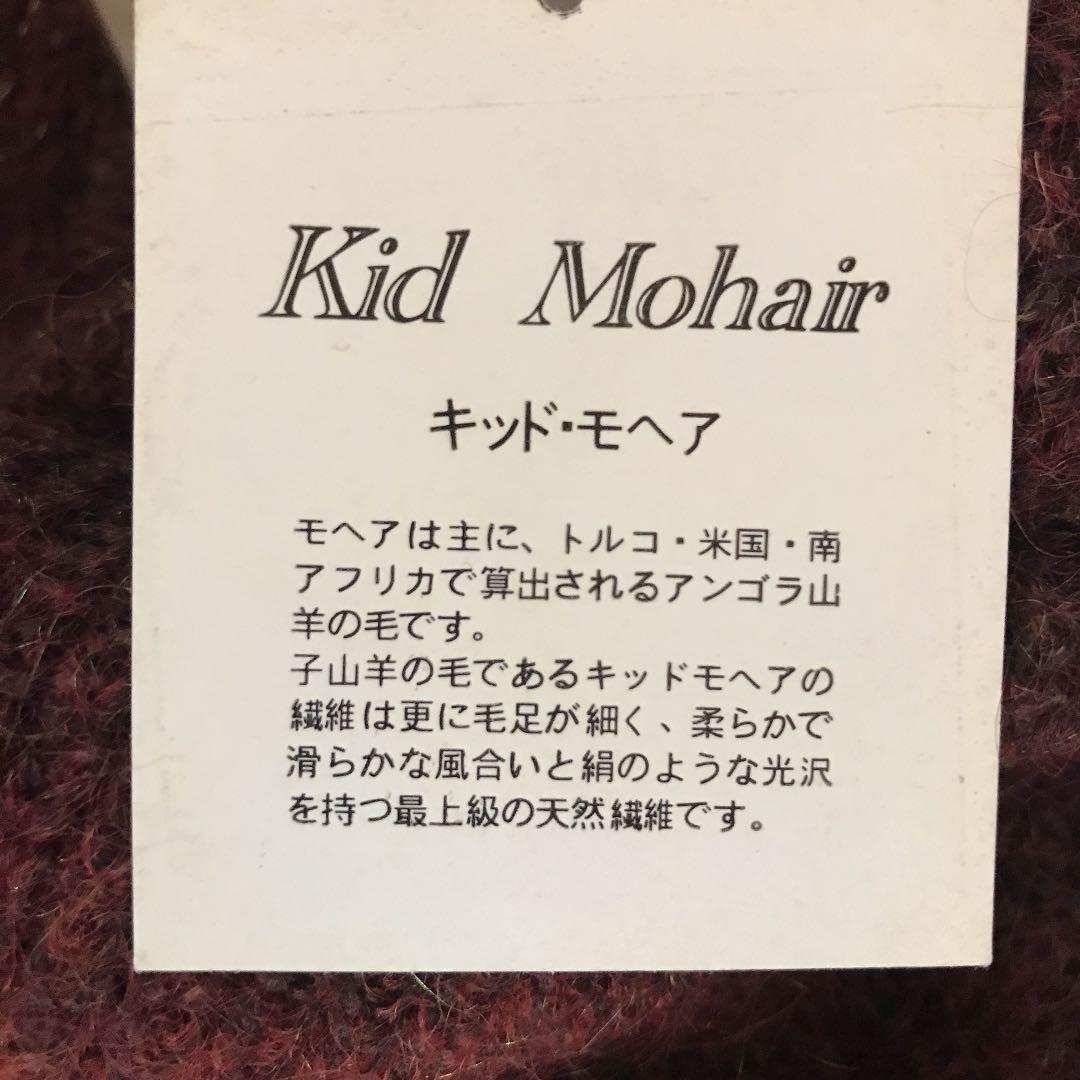 Kid Mohair
キッド・モヘア
モヘアは主に、トルコ・米国・南
アフリカで算出されるアンゴラ山
羊の毛です。
子山羊の毛であるキッドモヘアの
繊維は更に毛足が細く、柔らかで
滑らかな風合いと絹のような光沢
を持つ最上級の天然繊維です。